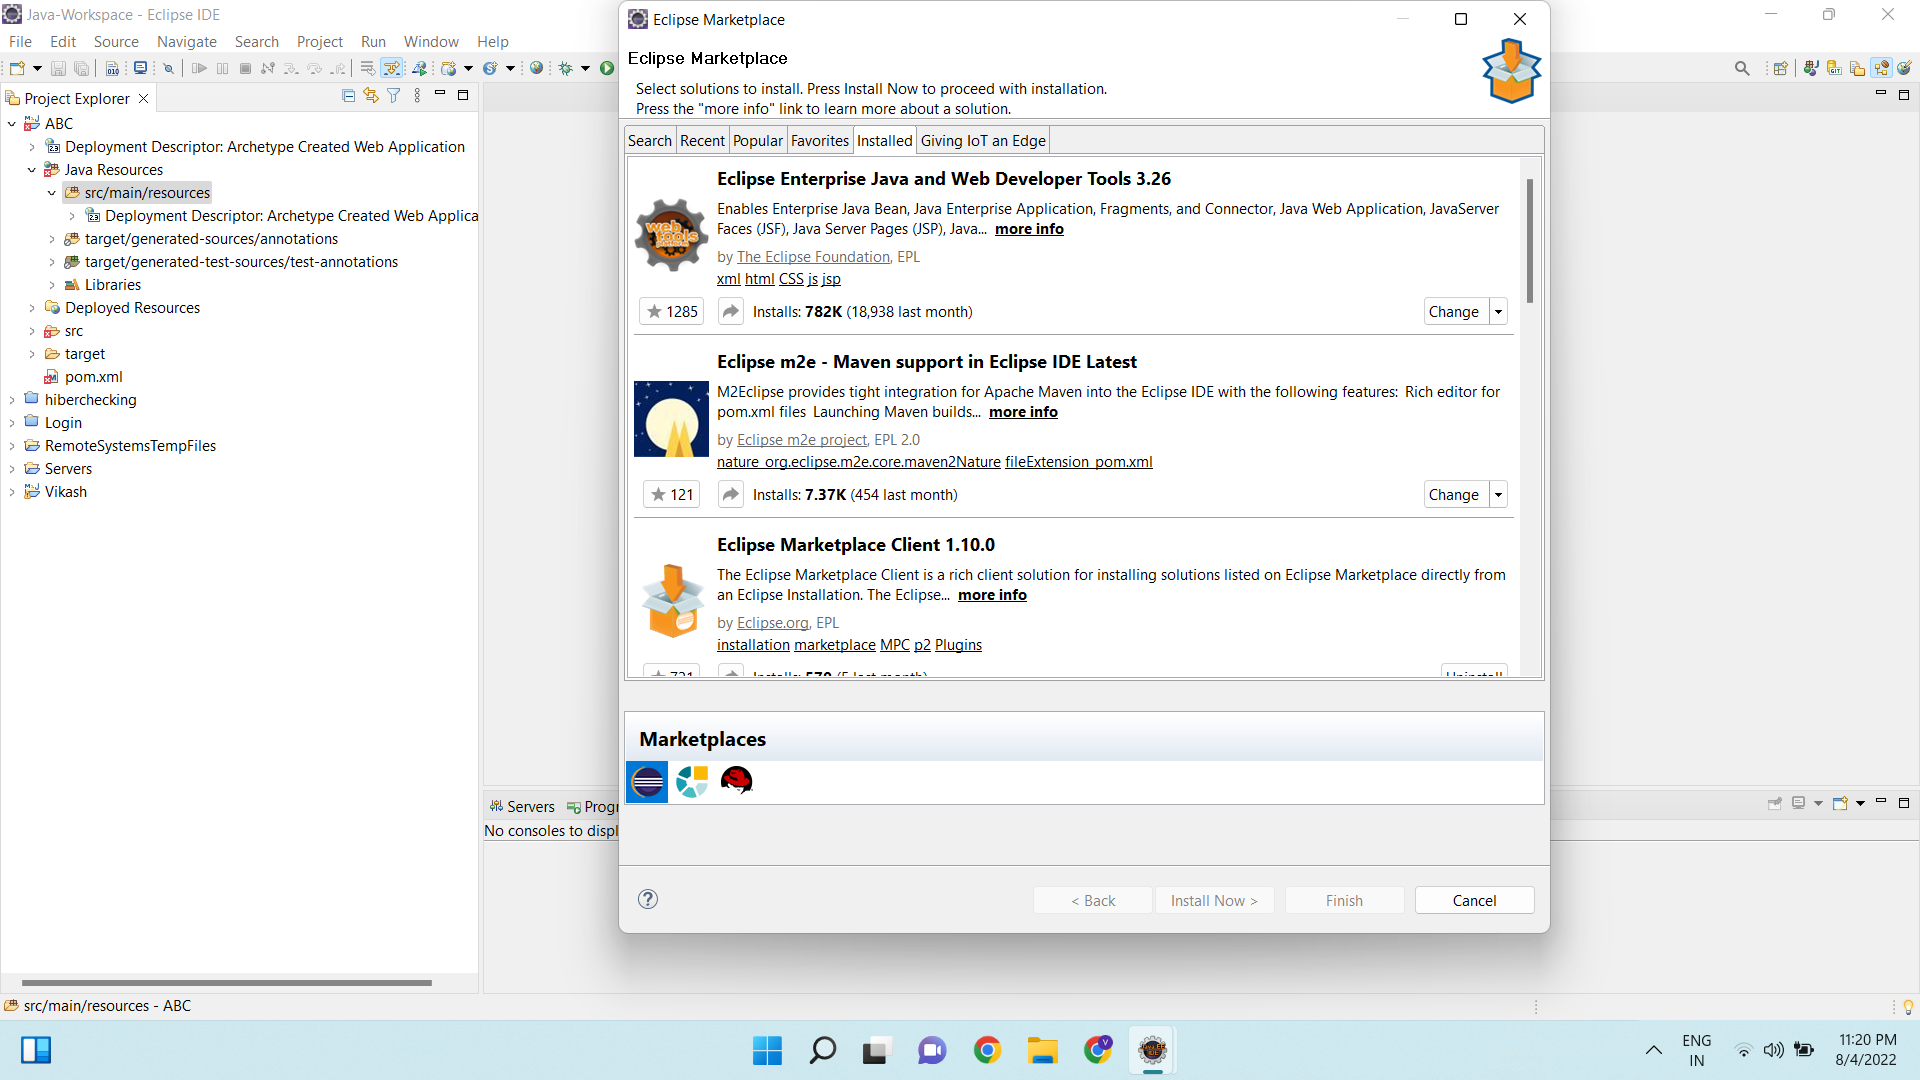 Java-Workspace - Eclipse IDE
File Edit Source Navigate Search Project Run Window Help
Project Explorer
ABC
Deployment Descriptor: Archetype Created Web Application
Java Resources
src/main/resources
Deployment Descriptor: Archetype Created Web Applica
target/generated-sources/annotations
target/generated-test-sources/test-annotations
Libraries
Deployed Resources
src
target
pom.xml
hiberchecking
Login
RemoteSystemsTempFiles
Servers
Vikash
Eclipse Marketplace
Eclipse Marketplace
Select solutions to install. Press Install Now to proceed with installation.
Press the "more info" link to learn more about a solution.
Search Recent Popular Favorites Installed Giving IoT an Edge
Eclipse Enterprise Java and Web Developer Tools 3.26
Enables Enterprise Java Bean, Java Enterprise Application, Fragments, and Connector, Java Web Application, JavaServer
Faces (JSF), Java Server Pages (JSP), Java... more info
by The Eclipse Foundation, EPL
xml html CSS js jsp
1285 Installs: 782K (18,938 last month) Change
Eclipse m2e - Maven support in Eclipse IDE Latest
M2Eclipse provides tight integration for Apache Maven into the Eclipse IDE with the following features: Rich editor for
pom.xml files Launching Maven builds... more info
by Eclipse m2e project, EPL 2.0
nature_org.eclipse.m2e.core.maven2Nature fileExtension_pom.xml
121 Installs: 7.37K (454 last month) Change
Eclipse Marketplace Client 1.10.0
The Eclipse Marketplace Client is a rich client solution for installing solutions listed on Eclipse Marketplace directly from
an Eclipse Installation. The Eclipse... more info
by Eclipse.org, EPL
installation marketplace MPC p2 Plugins
Marketplaces
< Back Install Now > Finish Cancel
Servers Progr
No consoles to displ
src/main/resources - ABC
ENG
IN
11:20 PM
8/4/2022